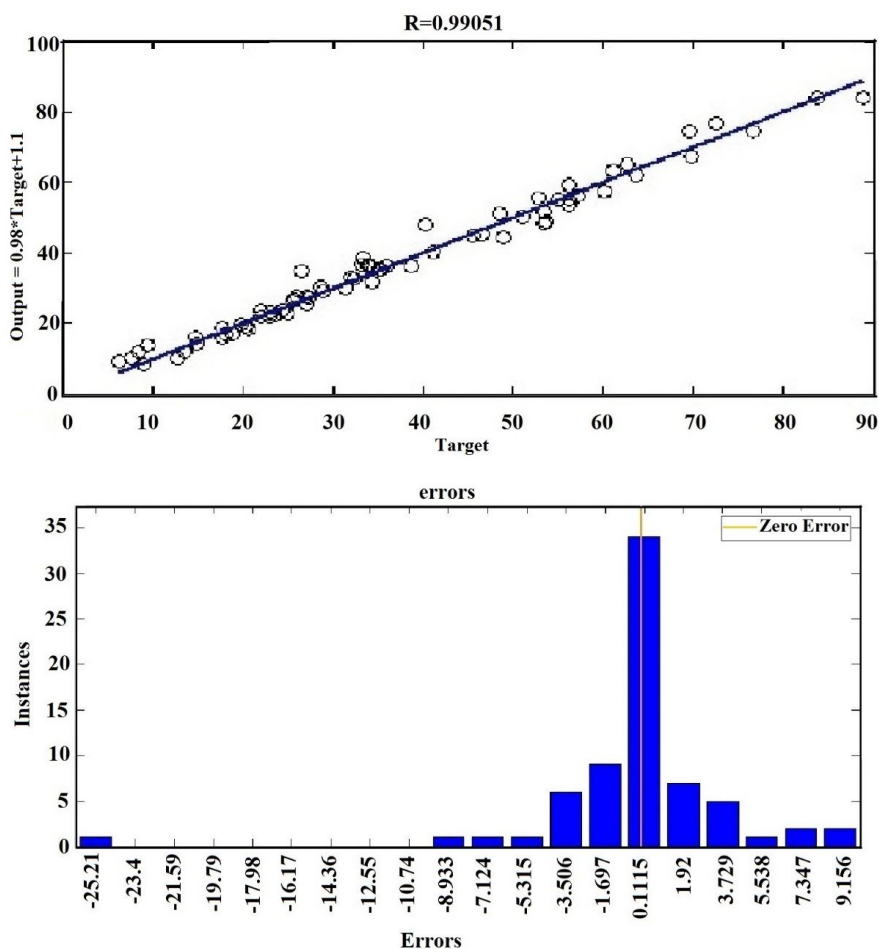 R=0.99051
100
80
60
40
20
0
Output = 0.98*Target+1.1
0 10 20 30 40 50 60 70 80 90
Target
errors
Zero Error
35
30
25
20
15
10
5
0
Instances
-25.21 -23.4 -21.59 -19.79 -17.98 -16.17 -14.36 -12.55 -10.74 -8.933 -7.124 -5.315 -3.506 -1.697 0.1115 1.92 3.729 5.538 7.347 9.156
Errors